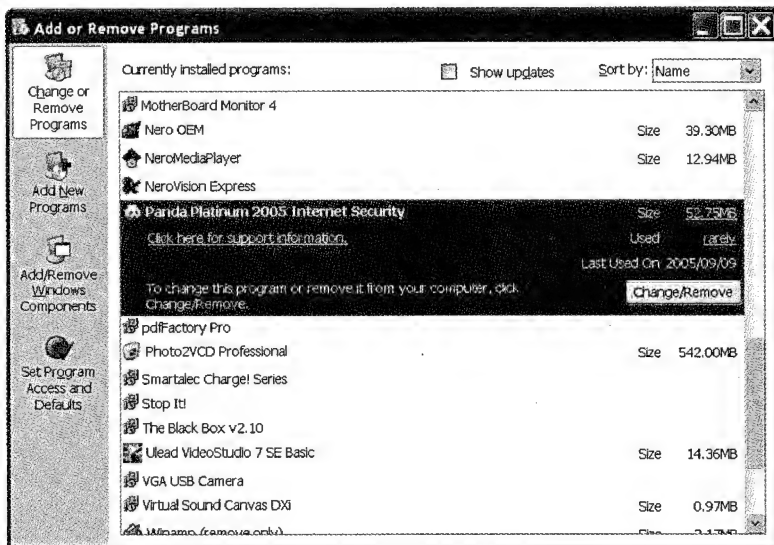 Add or Remove Programs
Change or
Remove
Programs
Add New
Programs
Add/Remove
Windows
Components
Set Program
Access and
Defaults
Currently installed programs:
Show updates
Sort by: Name
MotherBoard Monitor 4
Nero OEM Size 39.30MB
NeroMediaPlayer Size 12.94MB
NeroVision Express
Panda Platinum 2005 Internet Security Size 52.75MB
Click here for support information. Used rarely
Last Used On 2005/09/09
To change this program or remove it from your computer, click
Change/Remove.
Change/Remove
pdfFactory Pro
Photo2VCD Professional Size 542.00MB
Smartalec Charge! Series
Stop It!
The Black Box v2.10
Ulead VideoStudio 7 SE Basic Size 14.36MB
VGA USB Camera
Virtual Sound Canvas DXi Size 0.97MB
Winamp (remove only) Size